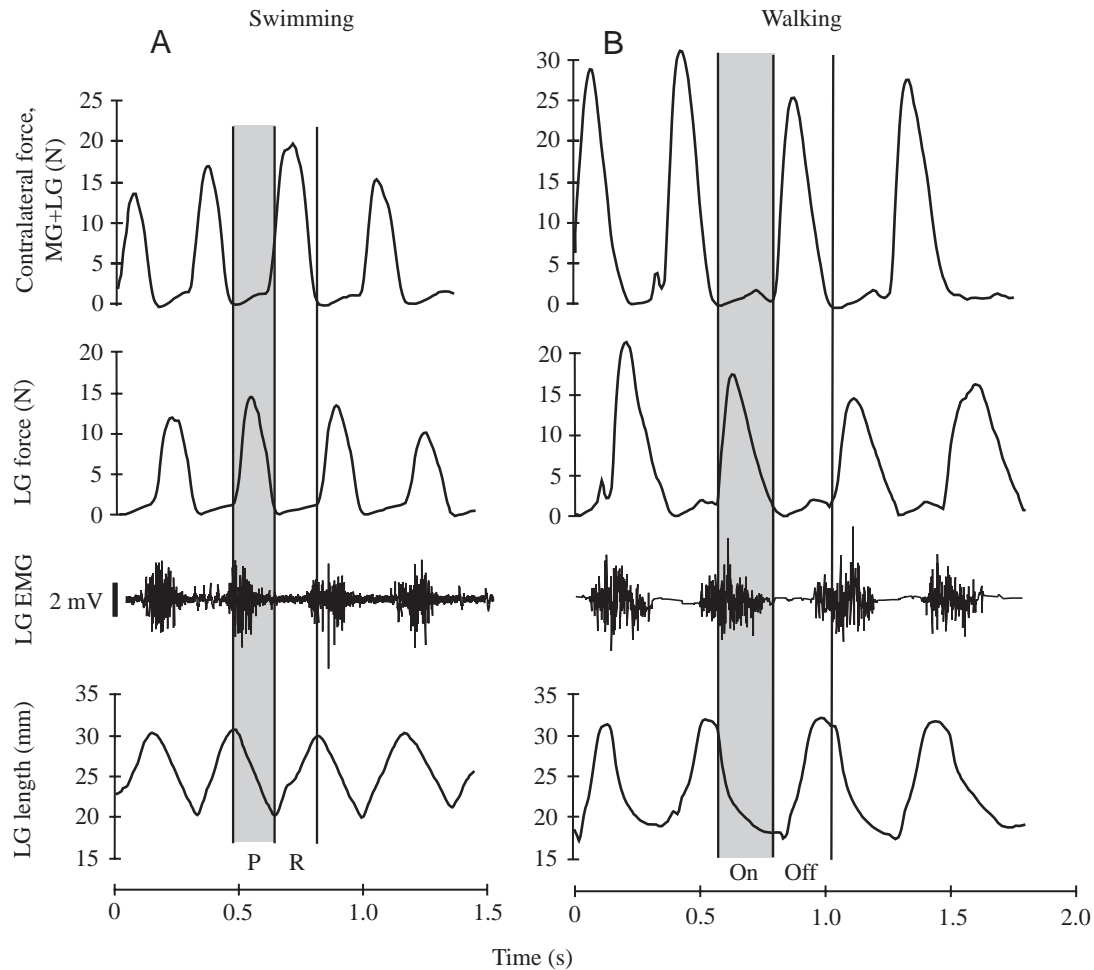 Swimming
Walking
A
B
Contralateral force,
MG+LG (N)
25
20
15
10
5
0
30
25
20
15
10
5
0
LG force (N)
20
15
10
5
0
20
15
10
5
0
LG EMG
2 mV
LG length (mm)
35
30
25
20
15
35
30
25
20
15
P
R
On
Off
0
0.5
1.0
1.5
0
0.5
1.0
1.5
2.0
Time (s)